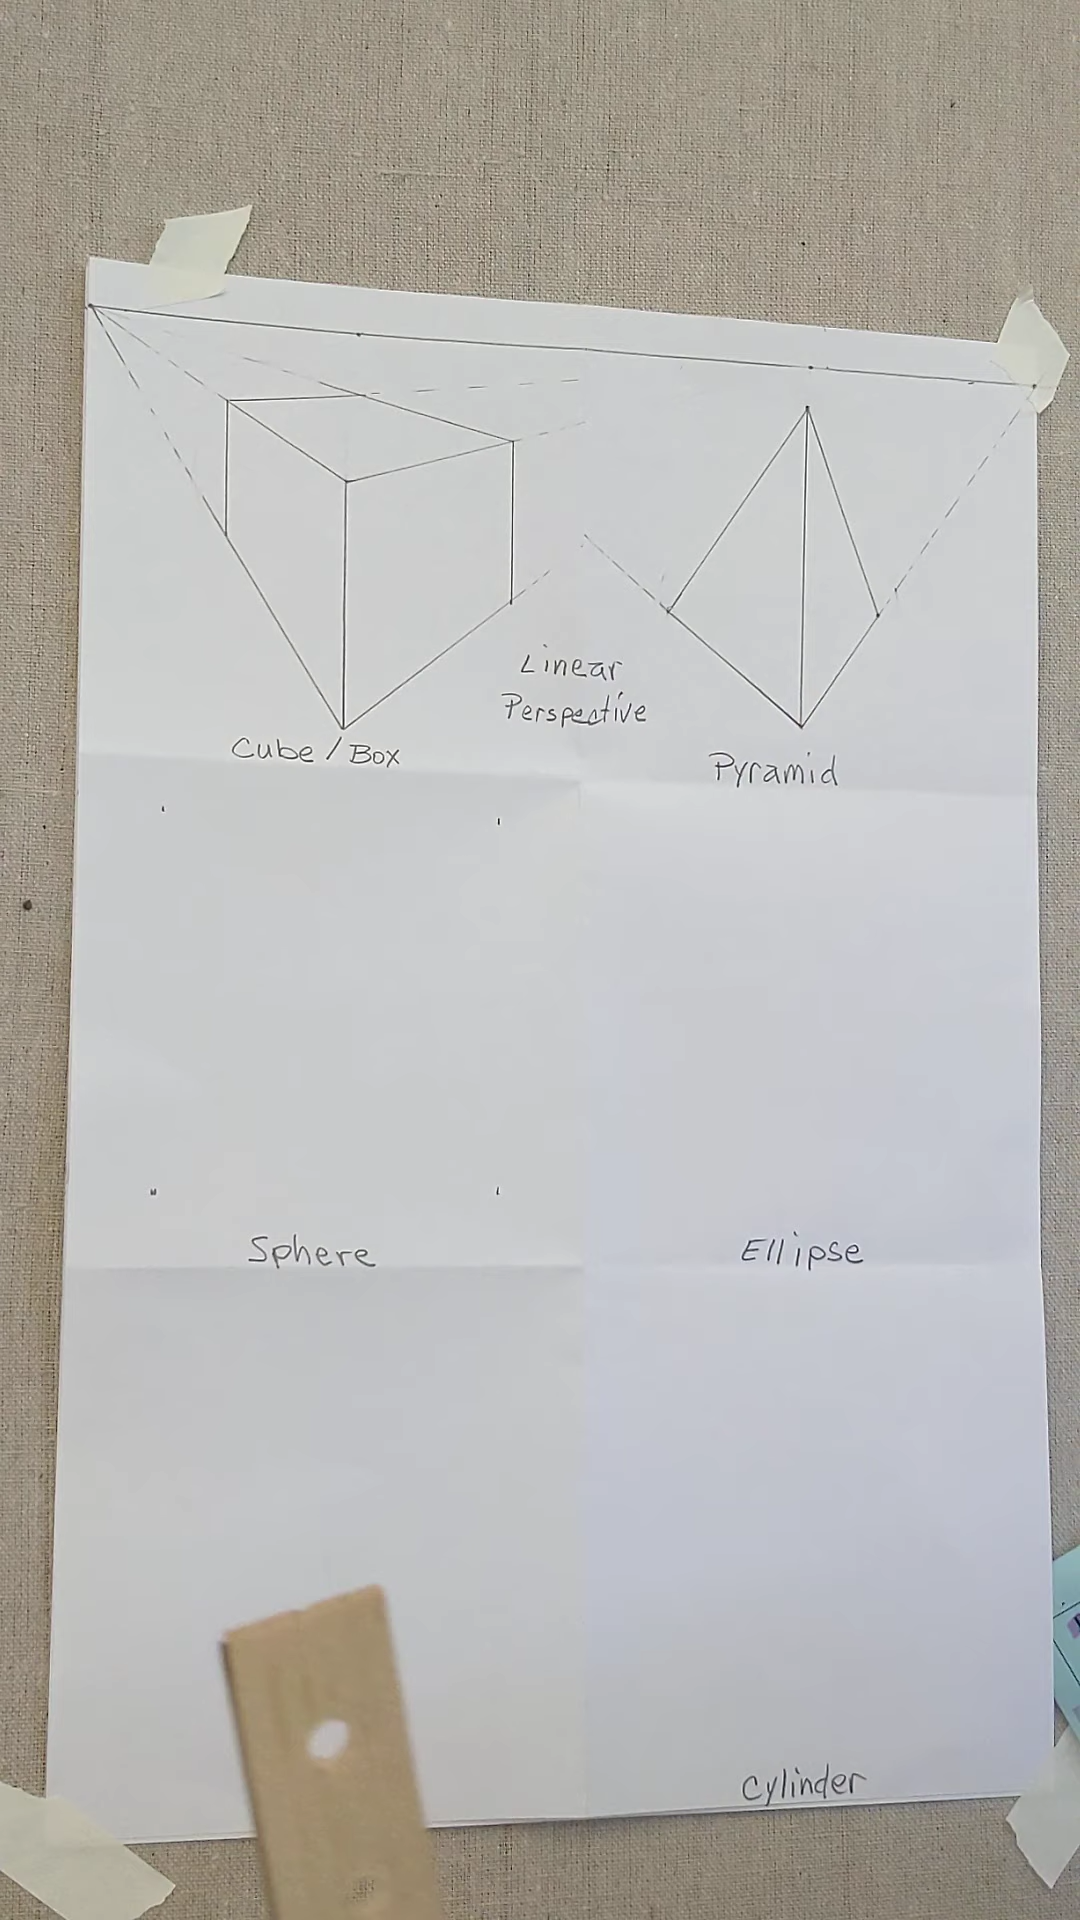 Linear
Perspective
Cube / Box
Pyramid
Sphere
Ellipse
Cylinder